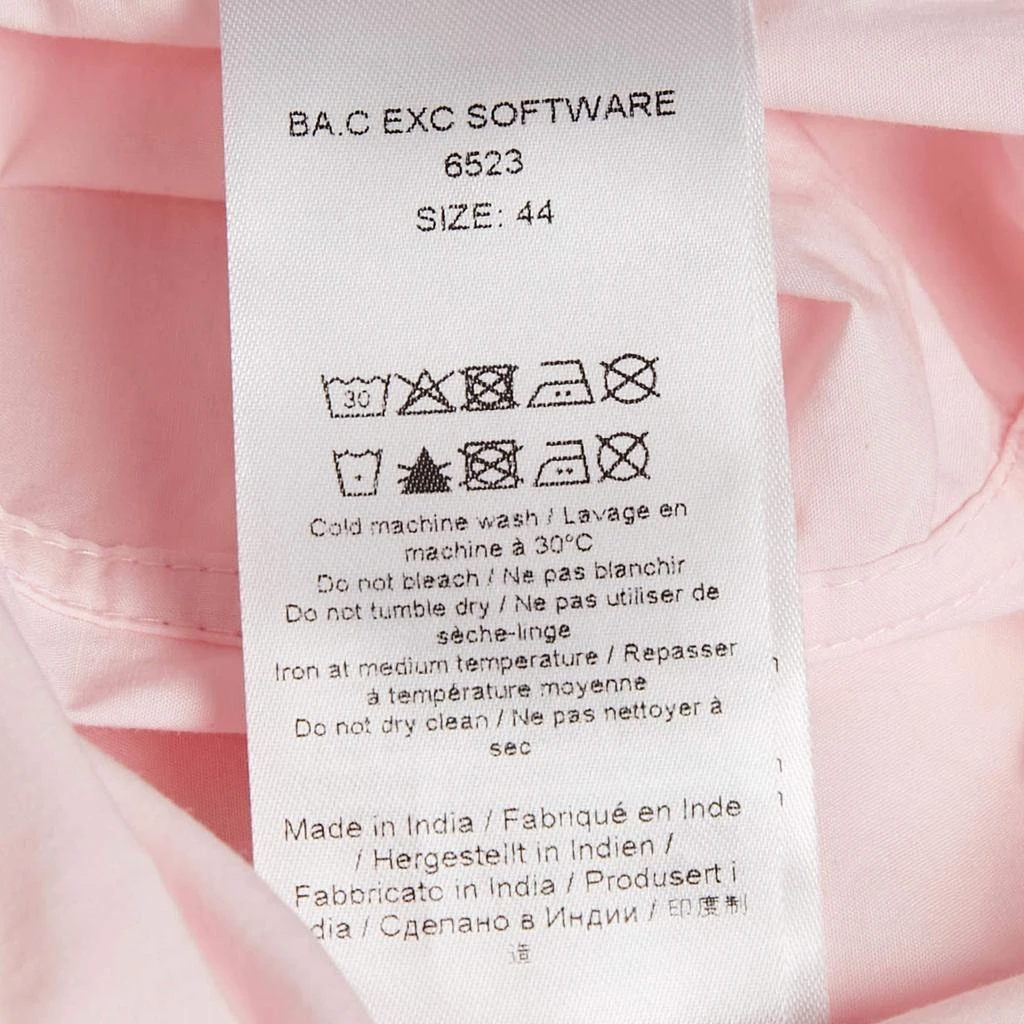 BA.C EXC SOFTWARE
6523
SIZE: 44
30
Cold machine wash / Lavage en
machine à 30°C
Do not bleach / Ne pas blanchir
Do not tumble dry / Ne pas utiliser de
sèche-linge
Iron at medium temperature / Repasser
à température moyenne
Do not dry clean / Ne pas nettoyer à
sec
Made in India / Fabriqué en Inde
/ Hergestellt in Indien /
Fabbricato in India / Produsert i
dia / Сделано в Индии / 印度制
造